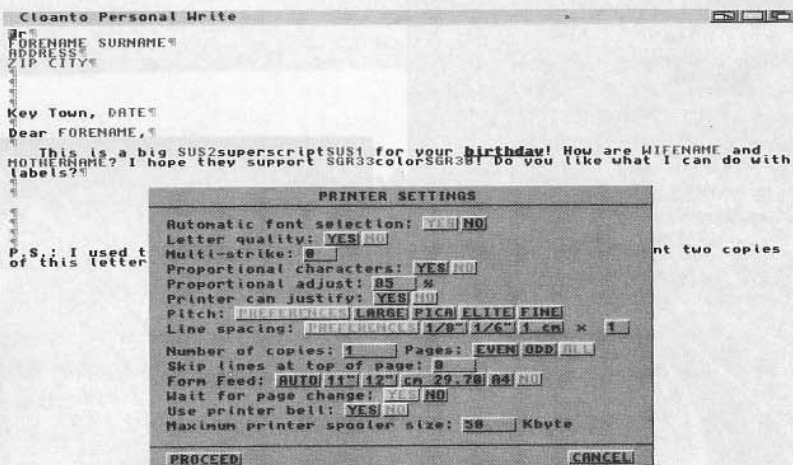 Cloanto Personal Write
Mr¶
FORENAME SURNAME¶
ADDRESS¶
ZIP CITY¶
¶
¶
¶
¶
Key Town, DATE¶
Dear FORENAME,¶
This is a big SUS2superscriptSUS1 for your birthday! How are WIFENAME and
MOTHERNAME? I hope they support SGR33colorSGR30! Do you like what I can do with
labels?¶
¶
¶
¶
¶
P.S.: I used t
nt two copies
of this letter
PRINTER SETTINGS
Automatic font selection: YES NO
Letter quality: YES NO
Multi-strike: 0
Proportional characters: YES NO
Proportional adjust: 85 %
Printer can justify: YES NO
Pitch: PREFERENCES LARGE PICA ELITE FINE
Line spacing: PREFERENCES 1/8" 1/6" 1 cm × 1
Number of copies: 1 Pages: EVEN ODD ALL
Skip lines at top of page: 0
Form Feed: AUTO 11" 12" cm 29.70 A4 NO
Wait for page change: YES NO
Use printer bell: YES NO
Maximum printer spooler size: 50 Kbyte
PROCEED CANCEL